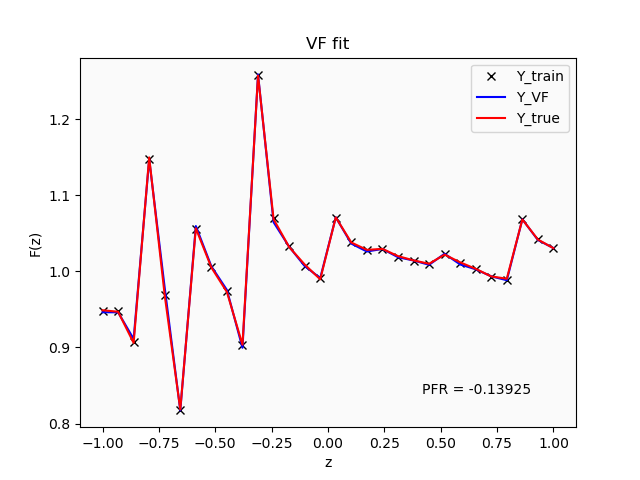 VF fit
Y_train
Y_VF
Y_true
F(z)
1.2
1.1
1.0
0.9
0.8
PFR = -0.13925
−1.00 −0.75 −0.50 −0.25 0.00 0.25 0.50 0.75 1.00
z